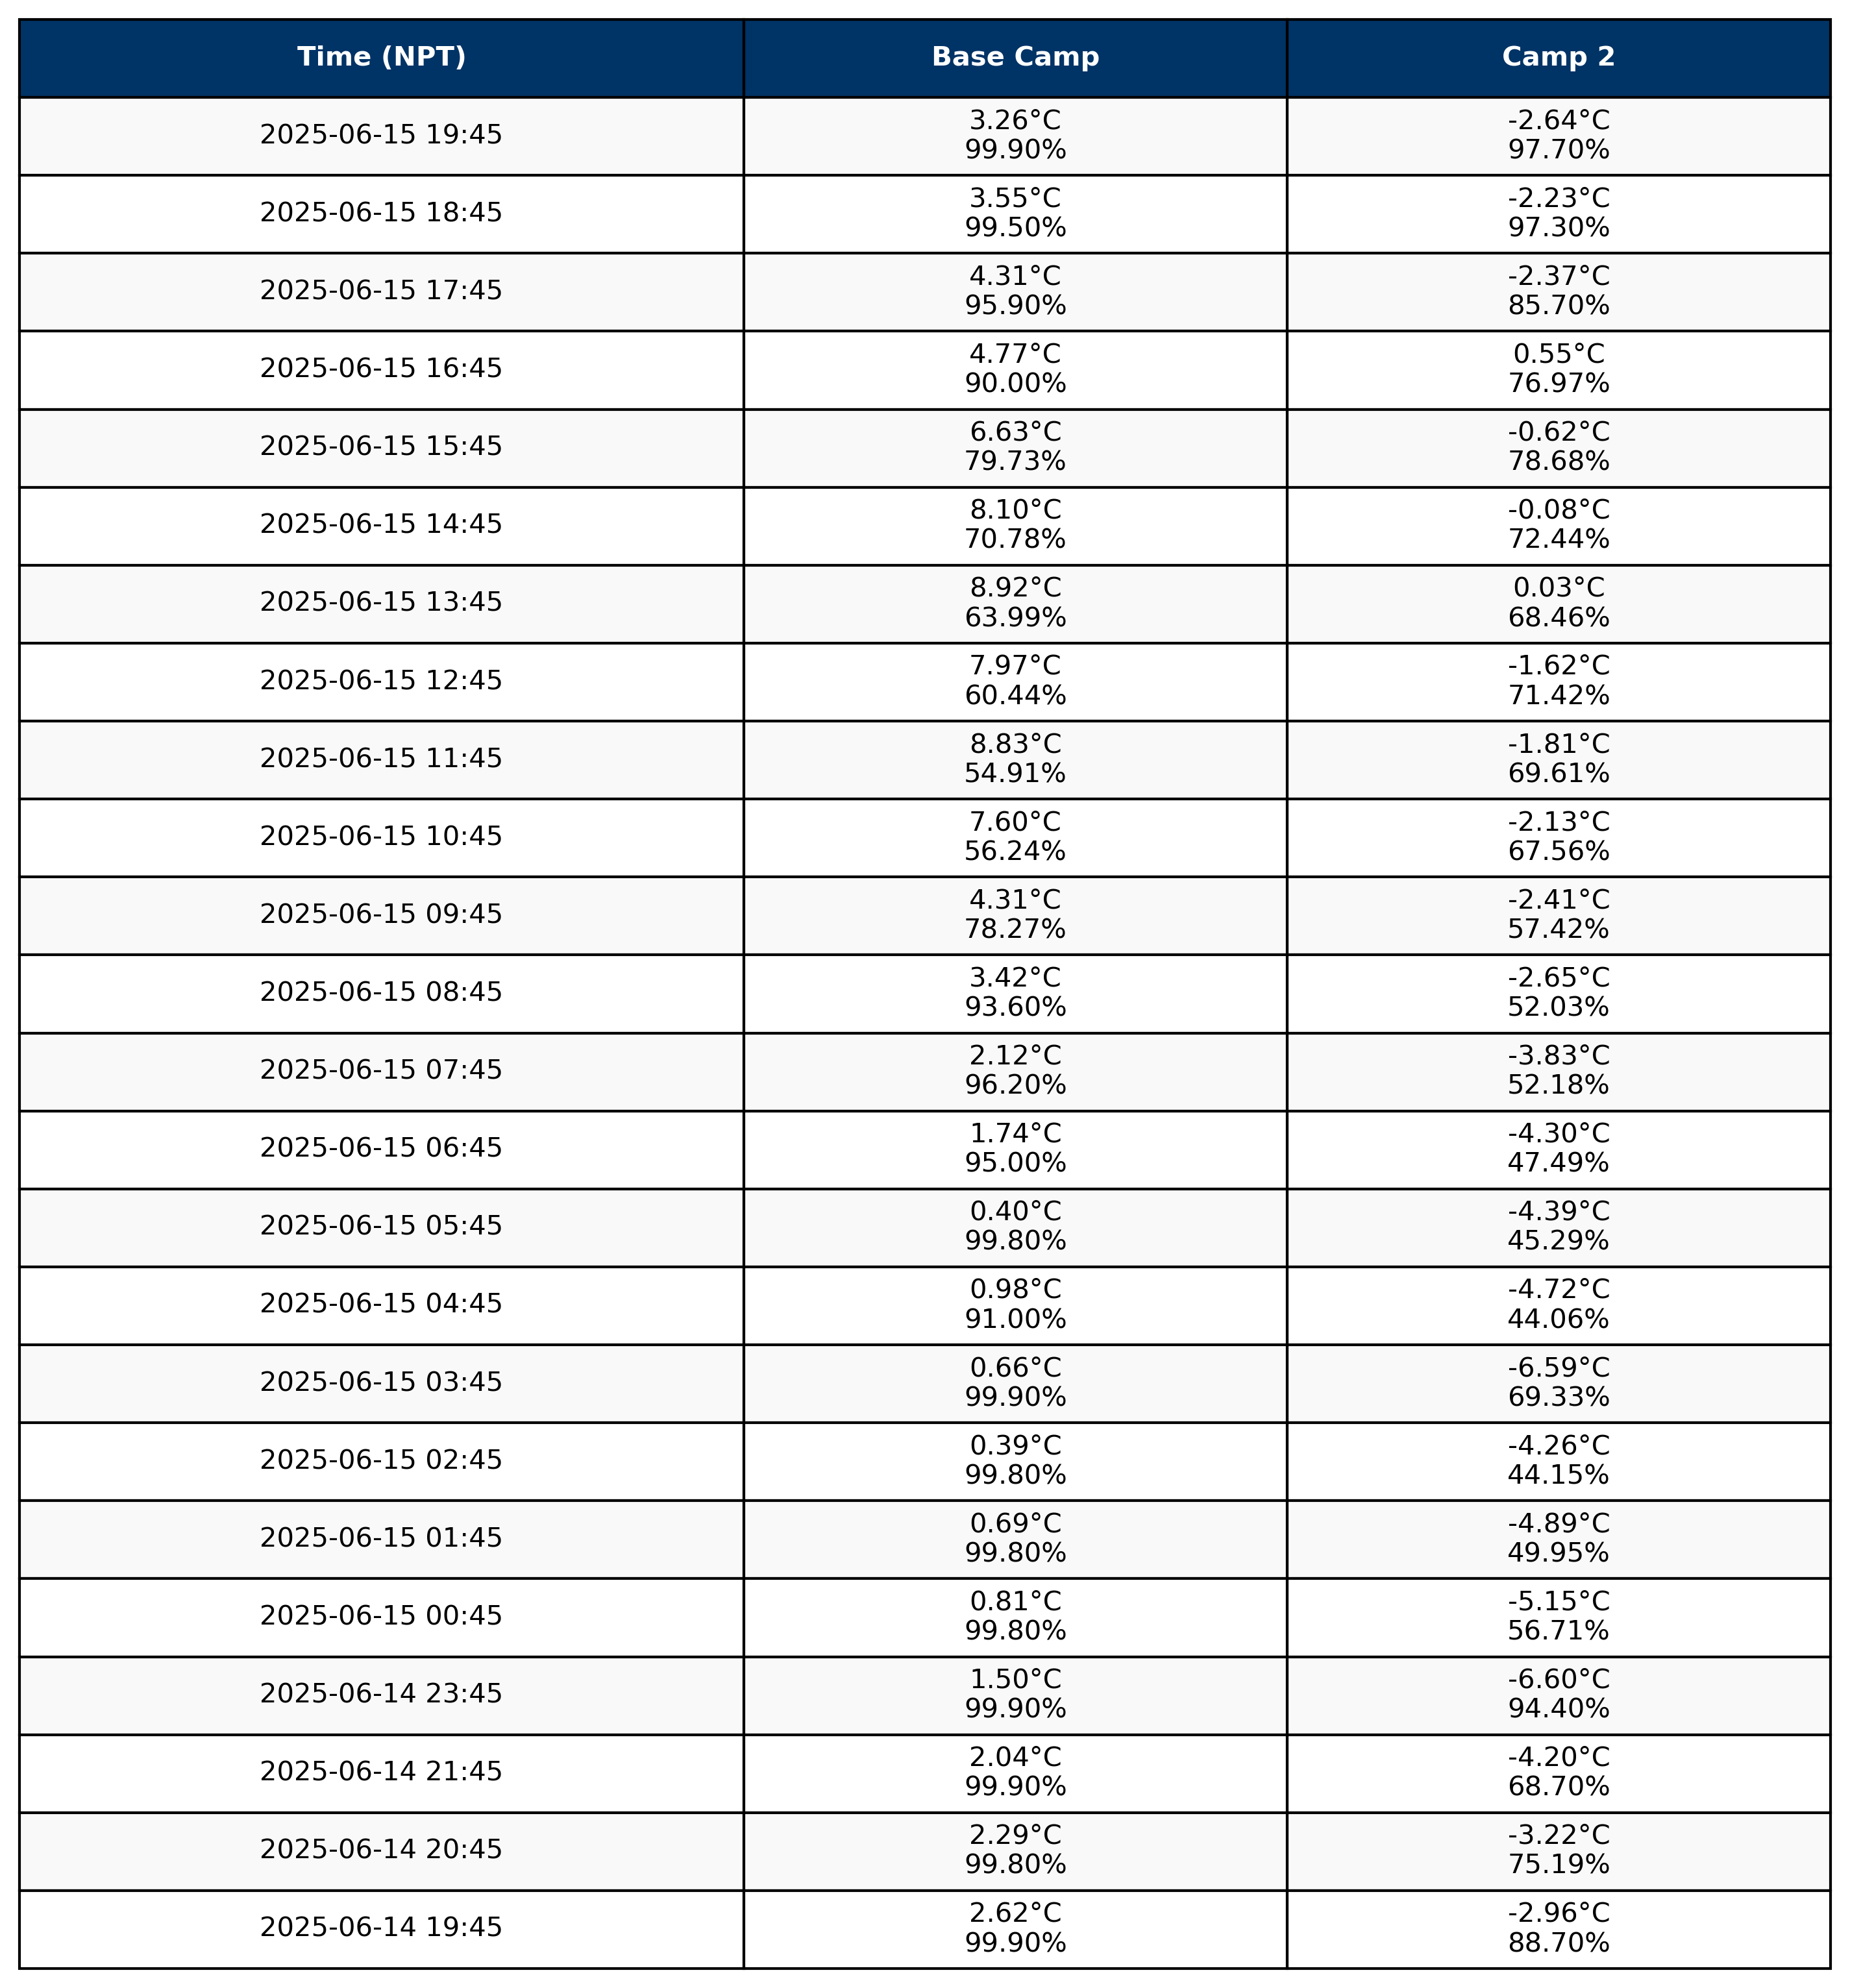 Time (NPT) Base Camp Camp 2
2025-06-15 19:45 3.26°C -2.64°C
99.90% 97.70%
2025-06-15 18:45 3.55°C -2.23°C
99.50% 97.30%
2025-06-15 17:45 4.31°C -2.37°C
95.90% 85.70%
2025-06-15 16:45 4.77°C 0.55°C
90.00% 76.97%
2025-06-15 15:45 6.63°C -0.62°C
79.73% 78.68%
2025-06-15 14:45 8.10°C -0.08°C
70.78% 72.44%
2025-06-15 13:45 8.92°C 0.03°C
63.99% 68.46%
2025-06-15 12:45 7.97°C -1.62°C
60.44% 71.42%
2025-06-15 11:45 8.83°C -1.81°C
54.91% 69.61%
2025-06-15 10:45 7.60°C -2.13°C
56.24% 67.56%
2025-06-15 09:45 4.31°C -2.41°C
78.27% 57.42%
2025-06-15 08:45 3.42°C -2.65°C
93.60% 52.03%
2025-06-15 07:45 2.12°C -3.83°C
96.20% 52.18%
2025-06-15 06:45 1.74°C -4.30°C
95.00% 47.49%
2025-06-15 05:45 0.40°C -4.39°C
99.80% 45.29%
2025-06-15 04:45 0.98°C -4.72°C
91.00% 44.06%
2025-06-15 03:45 0.66°C -6.59°C
99.90% 69.33%
2025-06-15 02:45 0.39°C -4.26°C
99.80% 44.15%
2025-06-15 01:45 0.69°C -4.89°C
99.80% 49.95%
2025-06-15 00:45 0.81°C -5.15°C
99.80% 56.71%
2025-06-14 23:45 1.50°C -6.60°C
99.90% 94.40%
2025-06-14 21:45 2.04°C -4.20°C
99.90% 68.70%
2025-06-14 20:45 2.29°C -3.22°C
99.80% 75.19%
2025-06-14 19:45 2.62°C -2.96°C
99.90% 88.70%